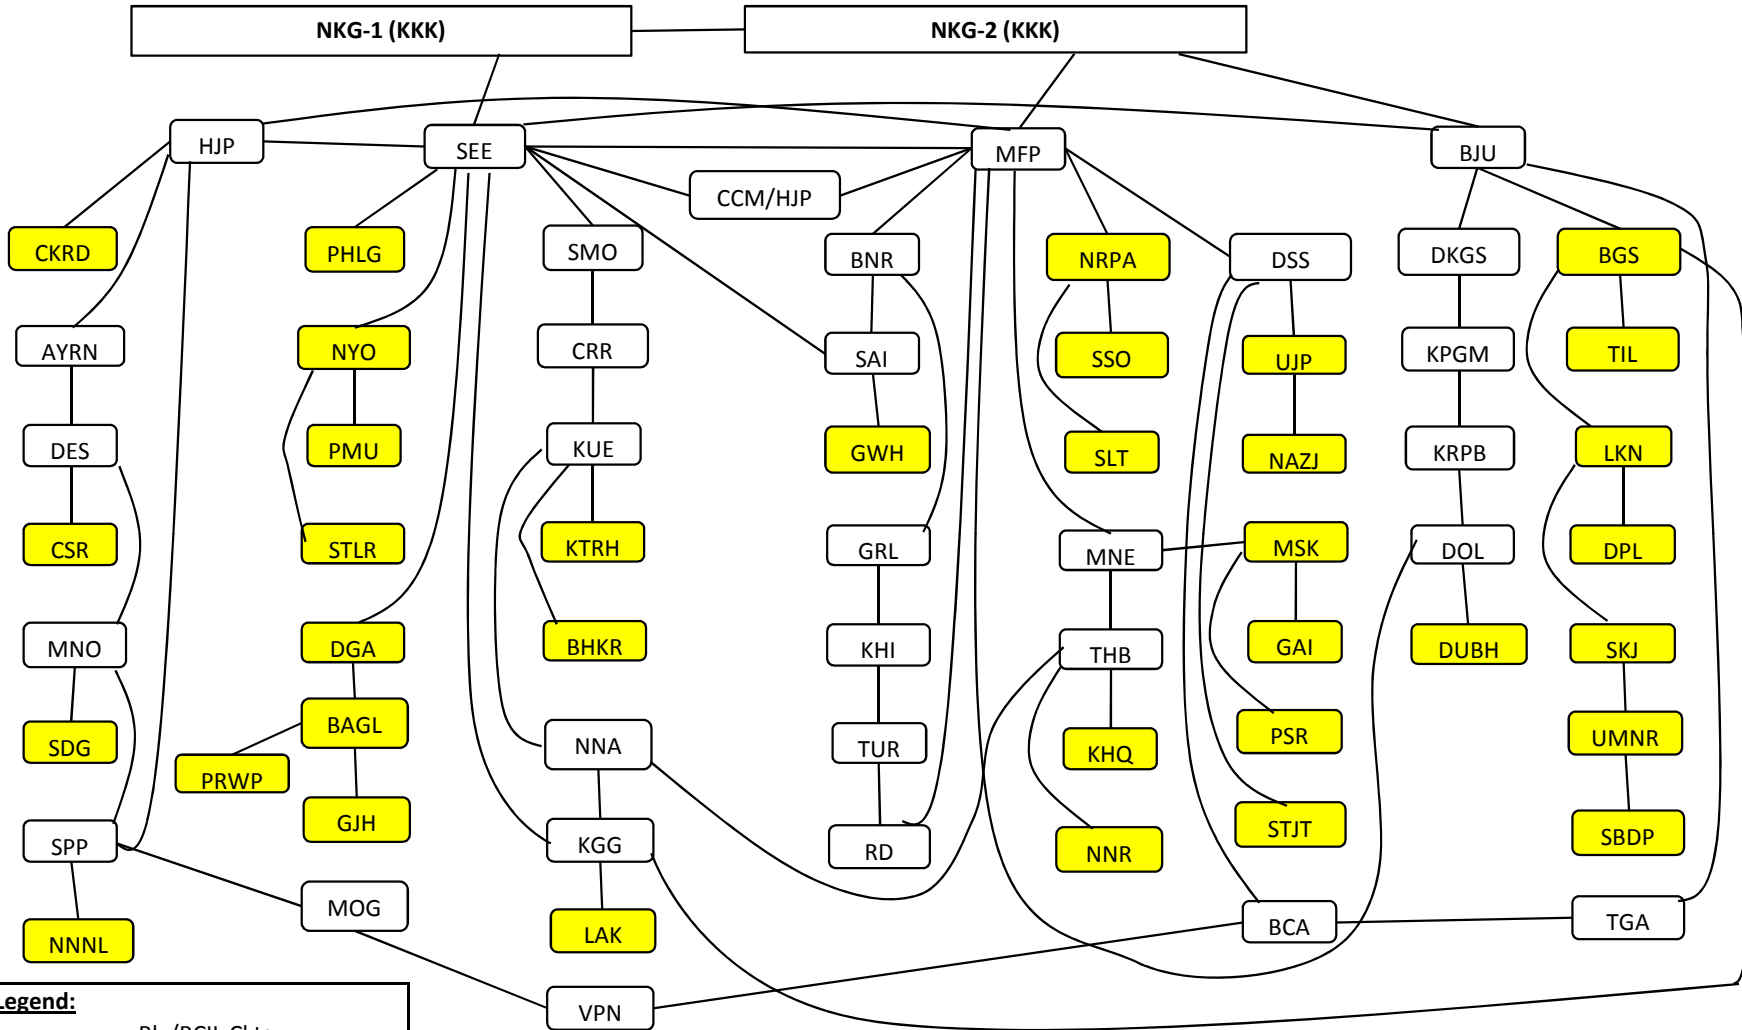 NKG-1 (KKK)
NKG-2 (KKK)
HJP
SEE
MFP
BJU
CCM/HJP
CKRD
PHLG
SMO
BNR
NRPA
DSS
DKGS
BGS
AYRN
NYO
CRR
SAI
SSO
UJP
KPGM
TIL
DES
PMU
KUE
GWH
SLT
NAZJ
KRPB
LKN
CSR
STLR
KTRH
GRL
MNE
MSK
DOL
DPL
MNO
DGA
BHKR
KHI
THB
GAI
DUBH
SKJ
SDG
PRWP
BAGL
NNA
TUR
KHQ
PSR
UMNR
GJH
SPP
KGG
RD
NNR
STJT
SBDP
MOG
NNNL
LAK
BCA
TGA
VPN
Legend: